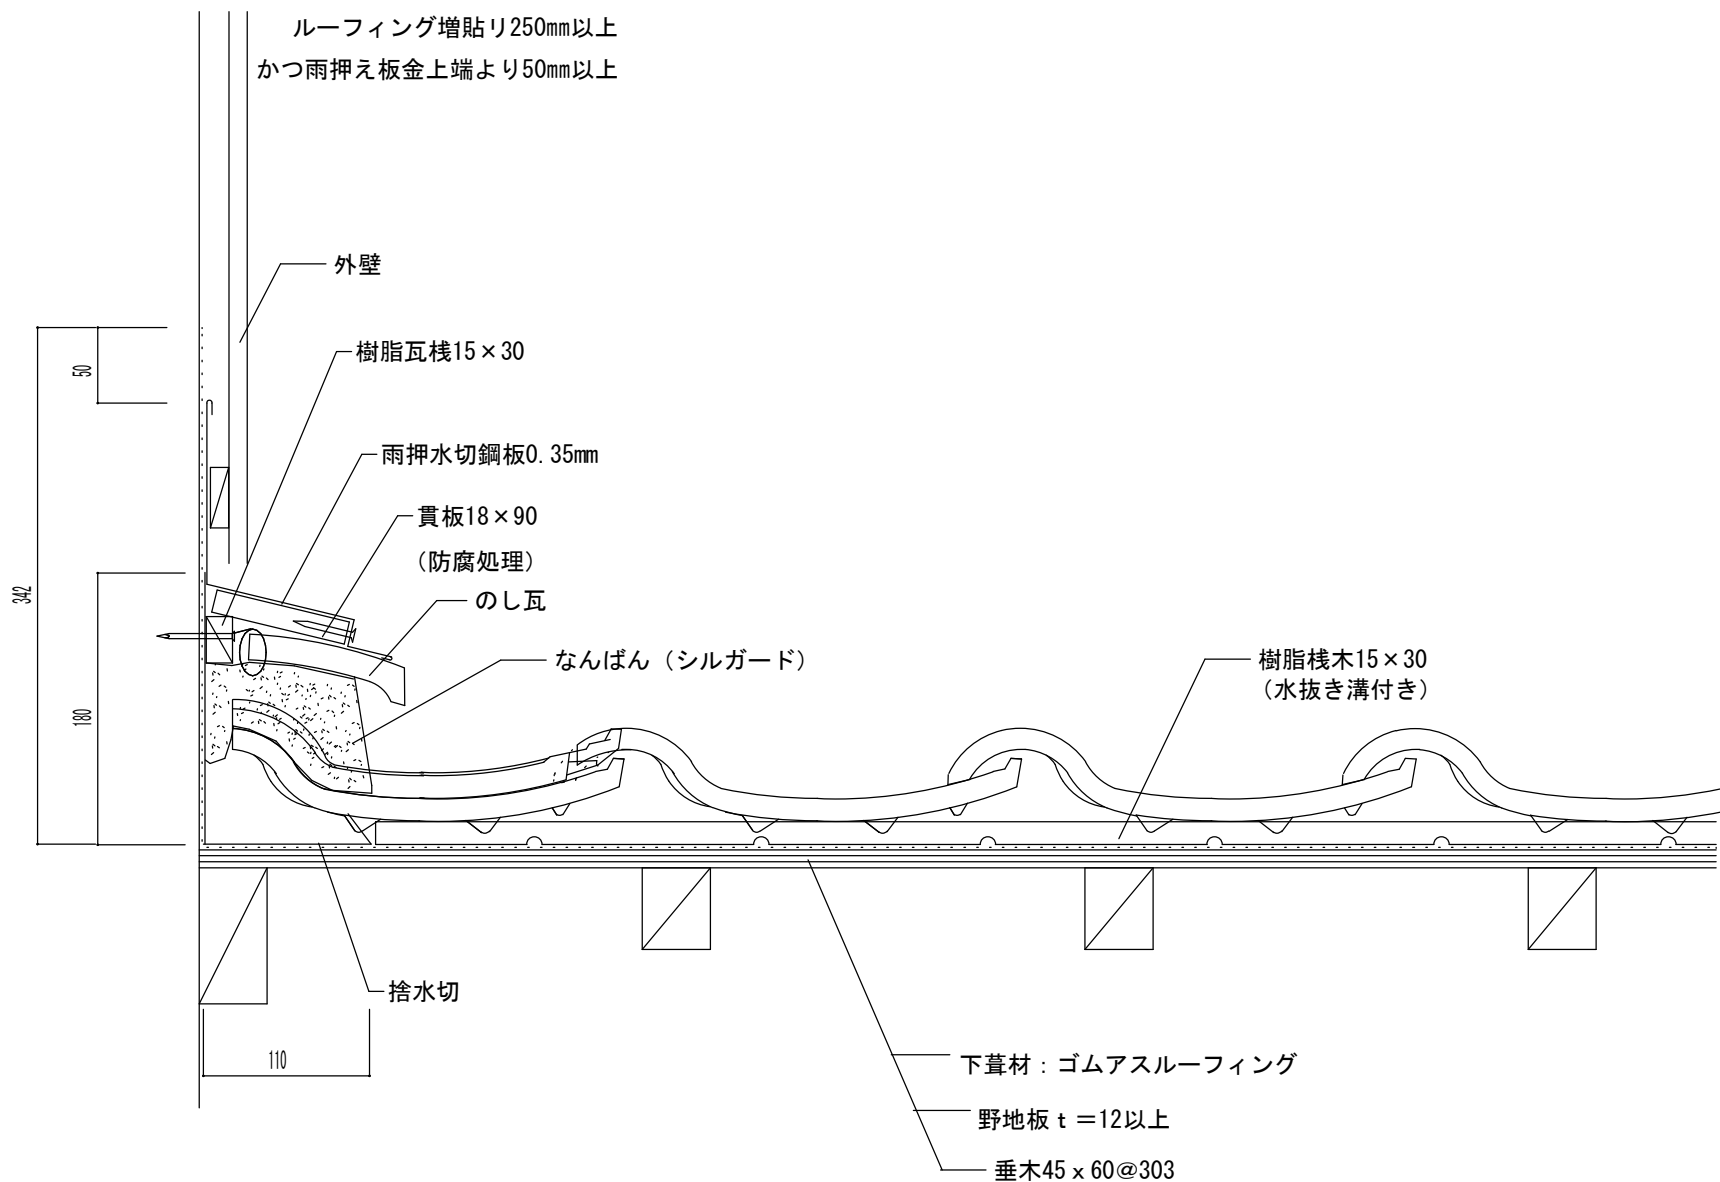 ルーフィング増貼り250mm以上
かつ雨押え板金上端より50mm以上
外壁
樹脂瓦桟15×30
雨押水切鋼板0.35mm
貫板18×90
（防腐処理）
のし瓦
なんばん（シルガード）
樹脂桟木15×30
（水抜き溝付き）
50
342
180
捨水切
110
下葺材：ゴムアスルーフィング
野地板ｔ＝12以上
垂木45ｘ60@303